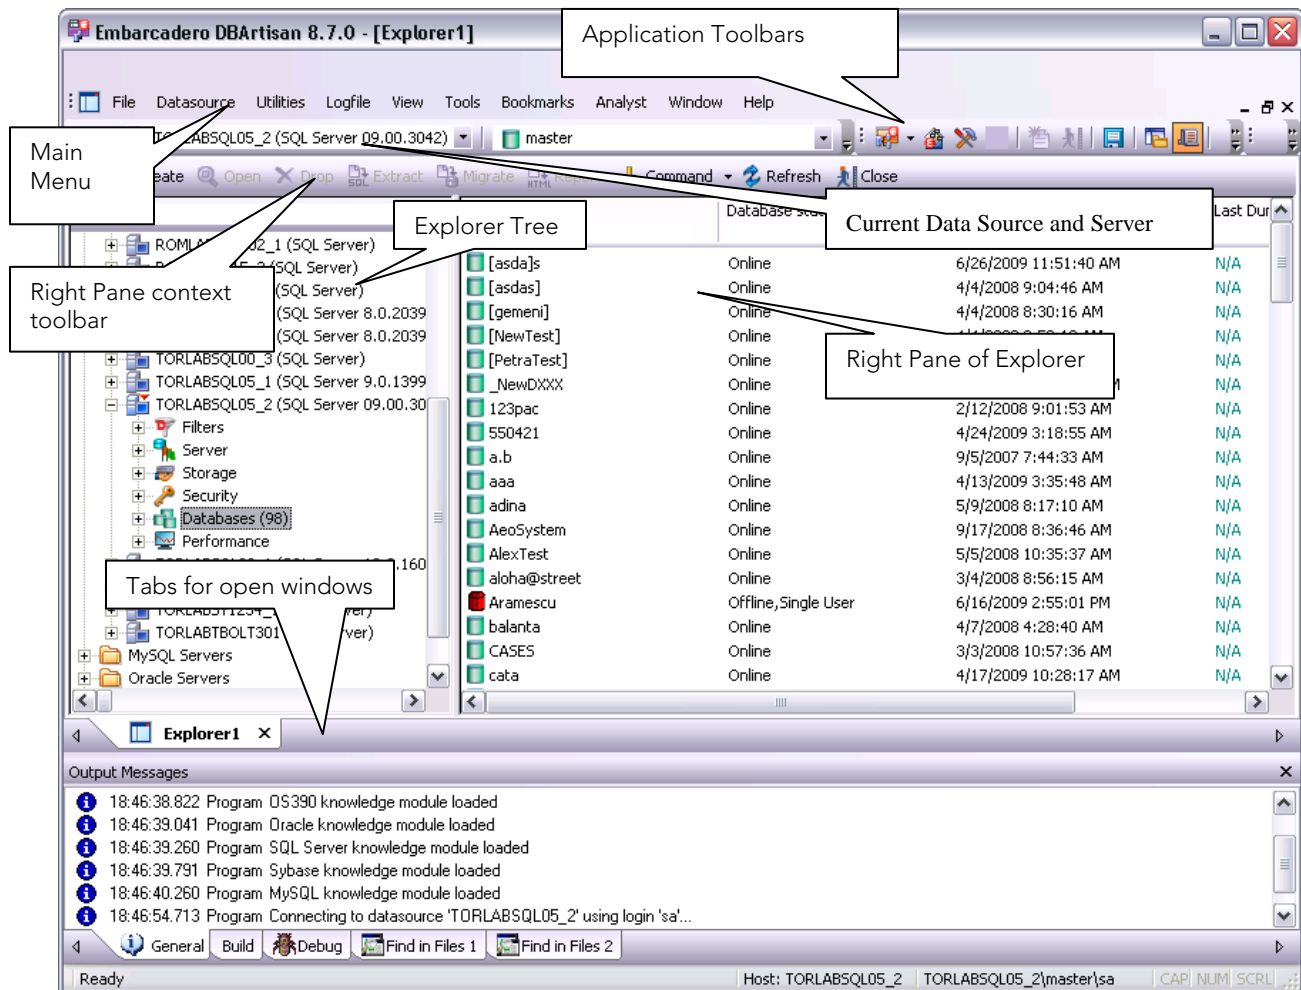 Embarcadero DBArtisan 8.7.0 - [Explorer1]
Application Toolbars
File Datasource Utilities Logfile View Tools Bookmarks Analyst Window Help
Main
Menu
(SQL Server 09.00.3042)
master
Open Drop Extract Migrate Command Refresh Close
Explorer Tree
Database
Current Data Source and Server
Last Dur
Right Pane context
toolbar
(SQL Server)
(SQL Server)
(SQL Server)
(SQL Server 8.0.2039
(SQL Server 8.0.2039
TORLABSQL00_3 (SQL Server)
TORLABSQL05_1 (SQL Server 9.0.1399
TORLABSQL05_2 (SQL Server 09.00.30
Filters
Server
Storage
Security
Databases (98)
Performance
Tabs for open windows
TORLABTBOLT301
MySQL Servers
Oracle Servers
[asda]s Online 6/26/2009 11:51:40 AM N/A
[asdas] Online 4/4/2008 9:04:46 AM N/A
[gemeni] Online 4/4/2008 8:30:16 AM N/A
[NewTest] Online N/A
[PetraTest] Online N/A
Right Pane of Explorer
_NewDXXX Online N/A
123pac Online 2/12/2008 9:01:53 AM N/A
550421 Online 4/24/2009 3:18:55 AM N/A
a.b Online 9/5/2007 7:44:33 AM N/A
aaa Online 4/13/2009 3:35:48 AM N/A
adina Online 5/9/2008 8:17:10 AM N/A
AeoSystem Online 9/17/2008 8:36:46 AM N/A
AlexTest Online 5/5/2008 10:35:37 AM N/A
aloha@street Online 3/4/2008 8:56:15 AM N/A
Aramescu Offline,Single User 6/16/2009 2:55:01 PM N/A
balanta Online 4/7/2008 4:28:40 AM N/A
CASES Online 3/3/2008 10:57:36 AM N/A
cata Online 4/17/2009 10:28:17 AM N/A
Explorer1
Output Messages
18:46:38.822 Program OS390 knowledge module loaded
18:46:39.041 Program Oracle knowledge module loaded
18:46:39.260 Program SQL Server knowledge module loaded
18:46:39.791 Program Sybase knowledge module loaded
18:46:40.260 Program MySQL knowledge module loaded
18:46:54.713 Program Connecting to datasource 'TORLABSQL05_2' using login 'sa'...
General Build Debug Find in Files 1 Find in Files 2
Ready Host: TORLABSQL05_2 TORLABSQL05_2\master\sa CAP NUM SCRL